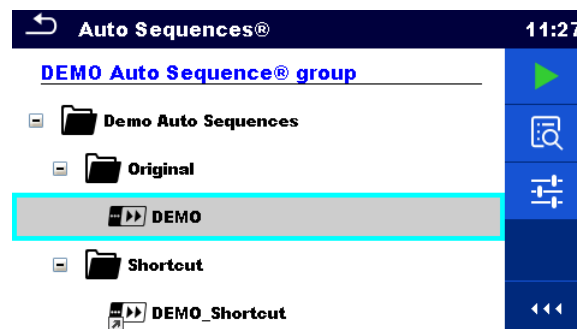 Auto Sequences® 11:27
DEMO Auto Sequence® group
Demo Auto Sequences
Original
DEMO
Shortcut
DEMO_Shortcut